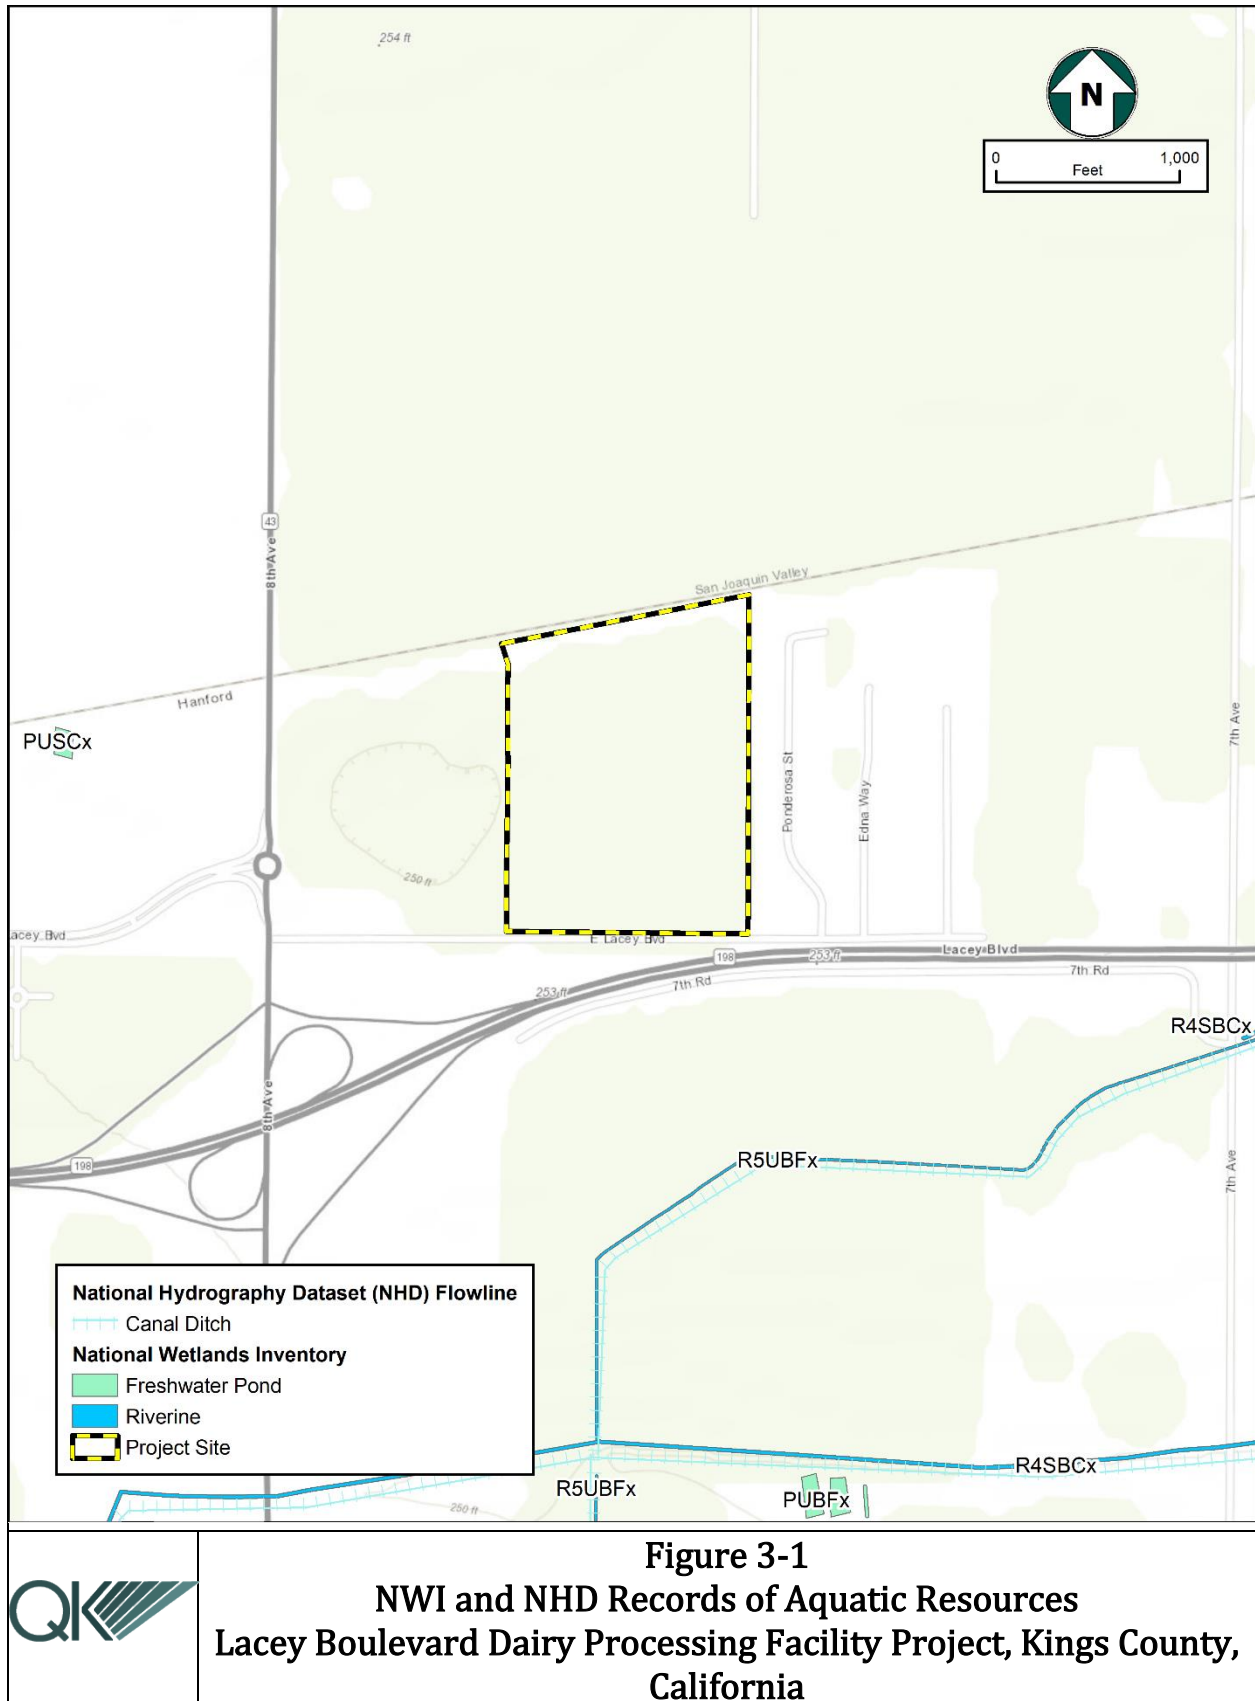 254 ft
N
0 1,000
Feet
43
8th Ave
San Joaquin Valley
Hanford
PUSCx
7th Ave
Ponderosa St
Edna Way
250 ft
acey Bvd
E Lacey Bvd
198
253 ft
Lacey Blvd
7th Rd
7th Rd
253 ft
R4SBCx
8th Ave
198
R5UBFx
7th Ave
National Hydrography Dataset (NHD) Flowline
Canal Ditch
National Wetlands Inventory
Freshwater Pond
Riverine
Project Site
R4SBCx
R5UBFx
PUBFx
250 ft
QK
Figure 3-1
NWI and NHD Records of Aquatic Resources
Lacey Boulevard Dairy Processing Facility Project, Kings County,
California